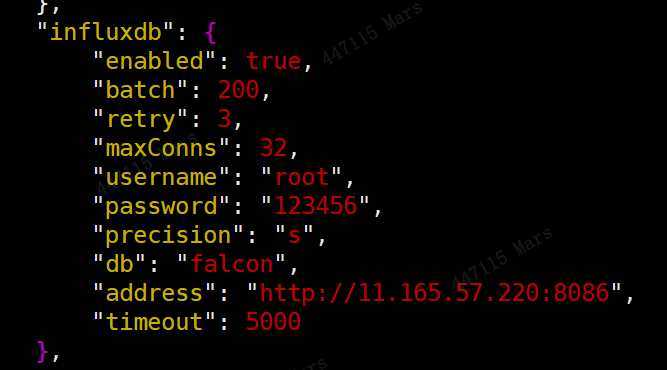 },
"influxdb": {
"enabled": true,
"batch": 200,
"retry": 3,
"maxConns": 32,
"username": "root",
"password": "123456",
"precision": "s",
"db": "falcon",
"address": "http://11.165.57.220:8086",
"timeout": 5000
},
447115 Mars
447115 Mars
447115 Mars